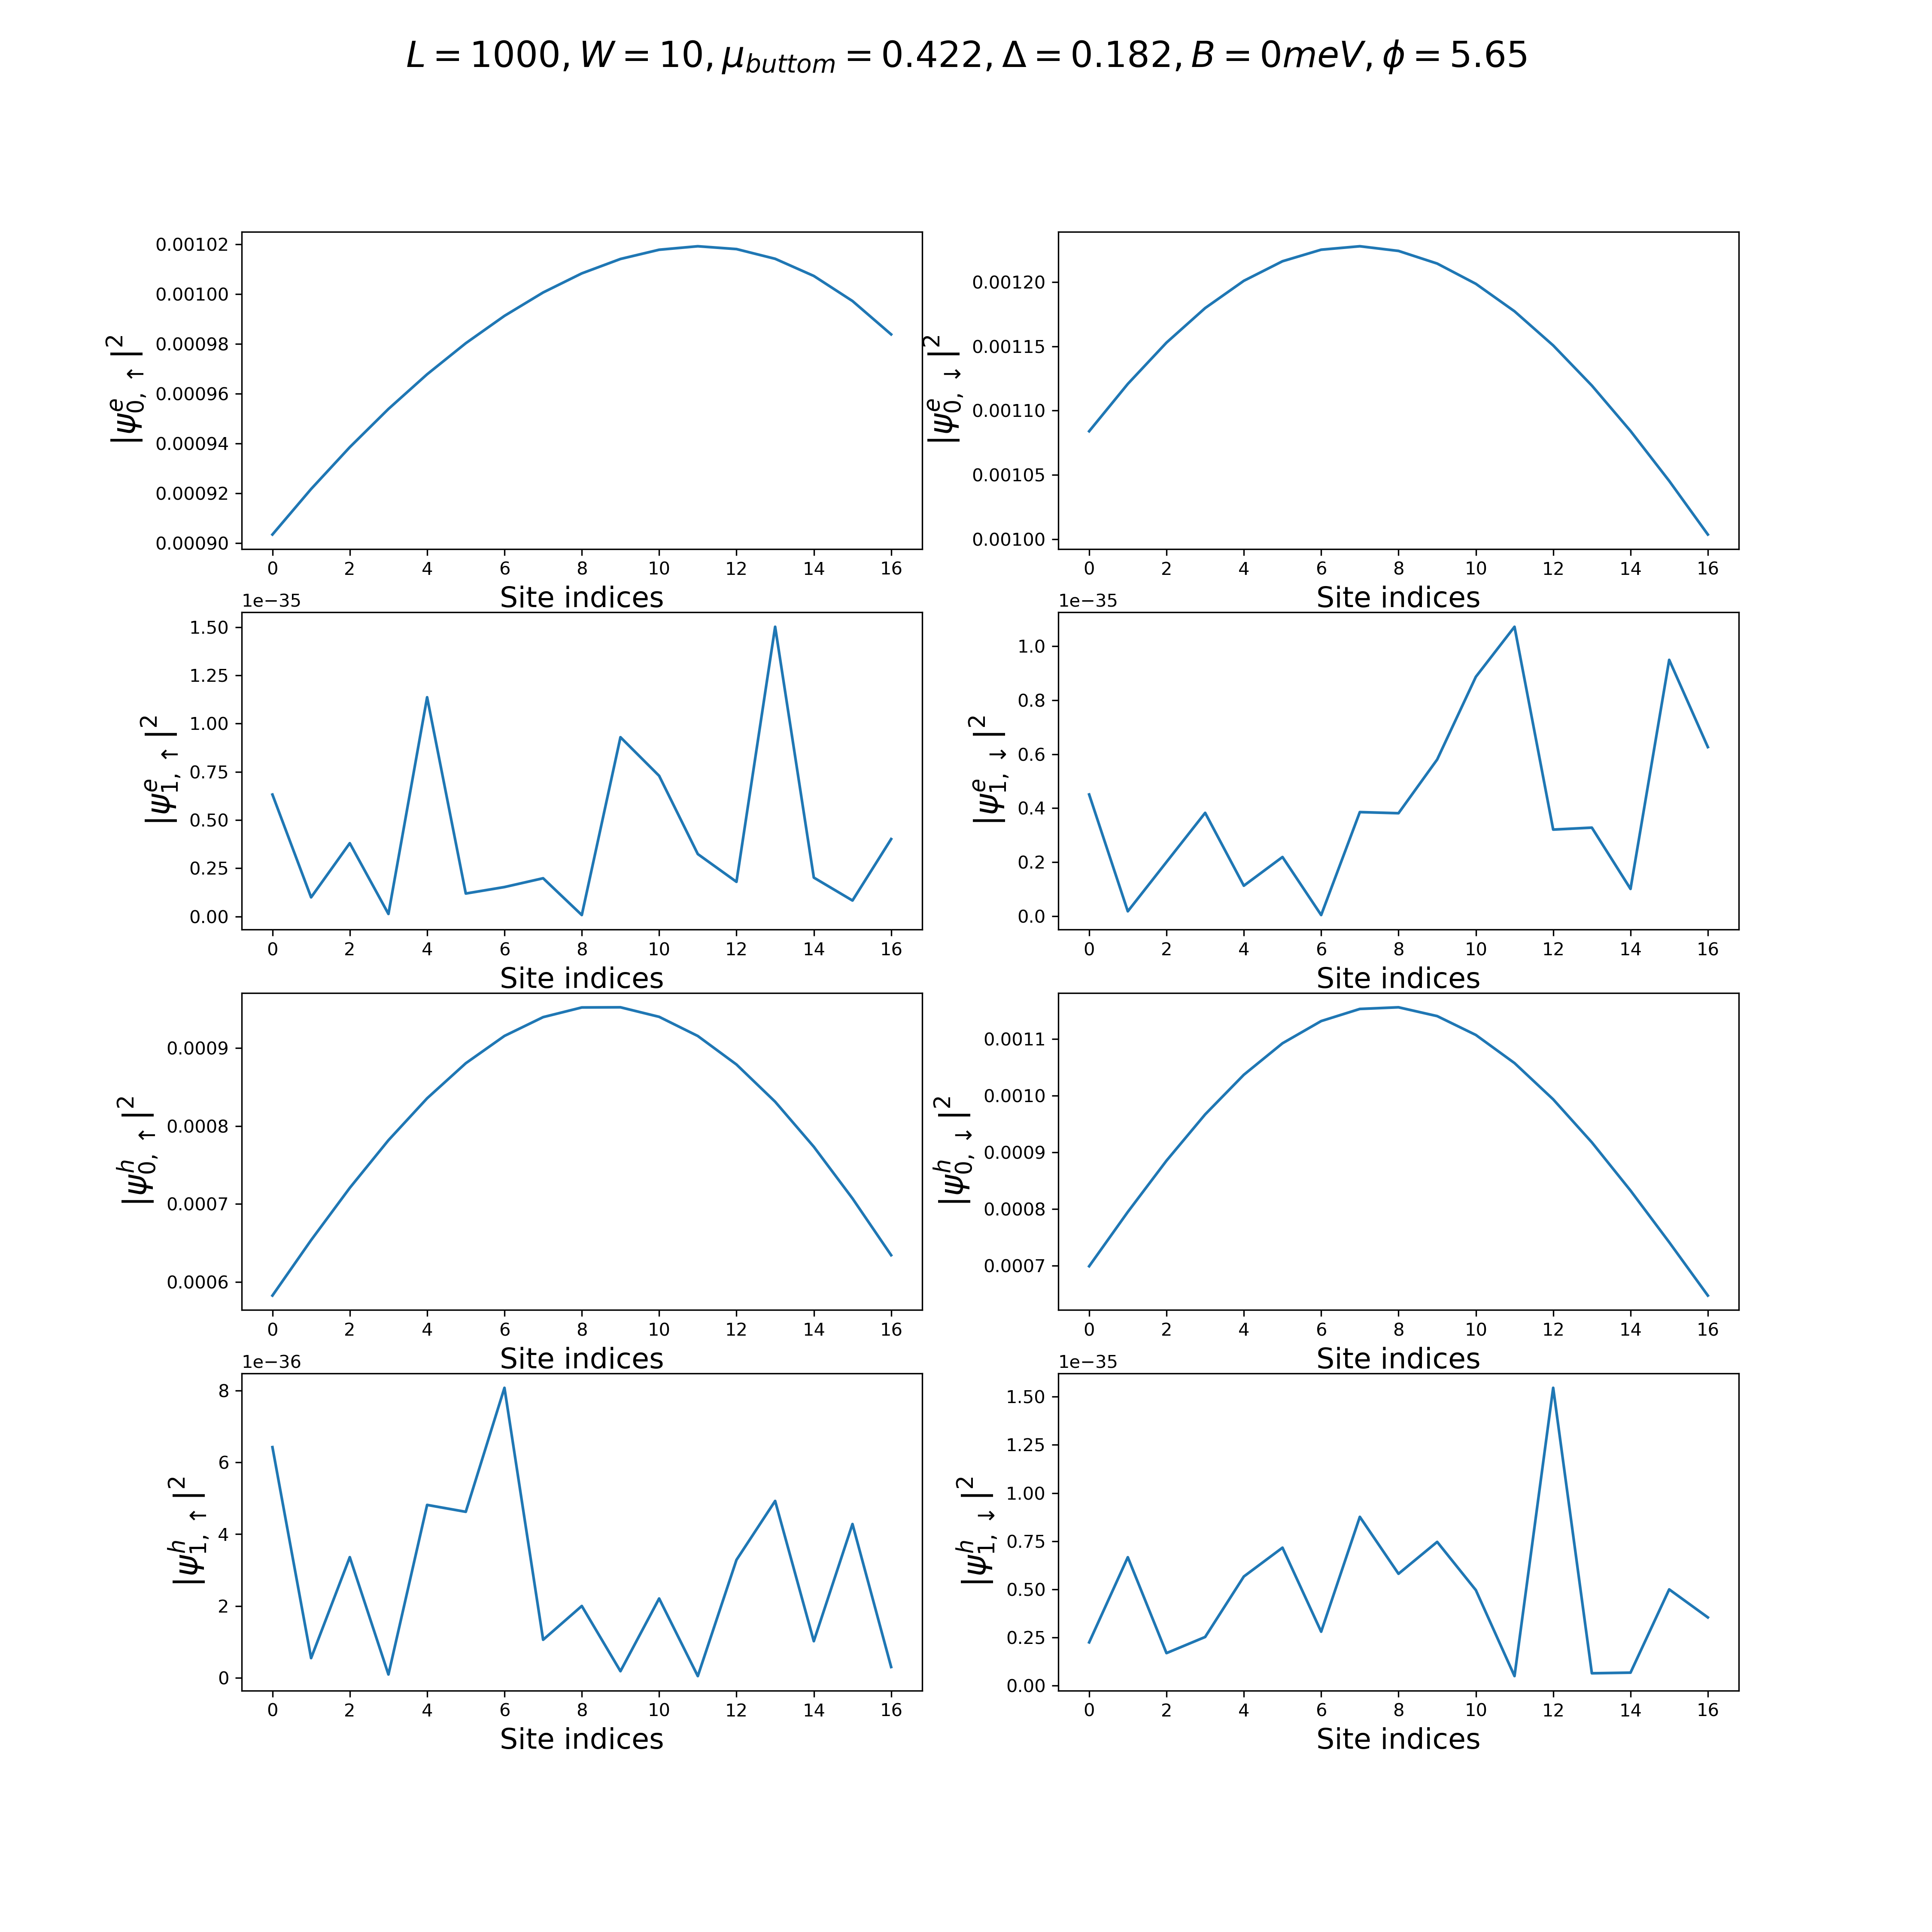 L = 1000, W = 10, μ_buttom = 0.422, Δ = 0.182, B = 0meV, ϕ = 5.65
|ψ^e_{0,↑}|²
0.00102
0.00100
0.00098
0.00096
0.00094
0.00092
0.00090
0 2 4 6 8 10 12 14 16
Site indices
|ψ^e_{0,↓}|²
0.00120
0.00115
0.00110
0.00105
0.00100
0 2 4 6 8 10 12 14 16
Site indices
1e−35
|ψ^e_{1,↑}|²
1.50
1.25
1.00
0.75
0.50
0.25
0.00
0 2 4 6 8 10 12 14 16
Site indices
1e−35
|ψ^e_{1,↓}|²
1.0
0.8
0.6
0.4
0.2
0.0
0 2 4 6 8 10 12 14 16
Site indices
|ψ^h_{0,↑}|²
0.0009
0.0008
0.0007
0.0006
0 2 4 6 8 10 12 14 16
Site indices
|ψ^h_{0,↓}|²
0.0011
0.0010
0.0009
0.0008
0.0007
0 2 4 6 8 10 12 14 16
Site indices
1e−36
|ψ^h_{1,↑}|²
8
6
4
2
0
0 2 4 6 8 10 12 14 16
Site indices
1e−35
|ψ^h_{1,↓}|²
1.50
1.25
1.00
0.75
0.50
0.25
0.00
0 2 4 6 8 10 12 14 16
Site indices